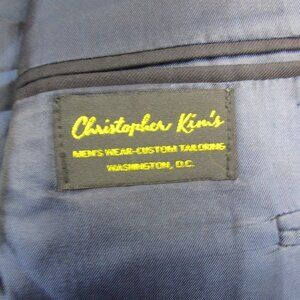 Christopher Kim's
MEN'S WEAR-CUSTOM TAILORING
WASHINGTON, D.C.